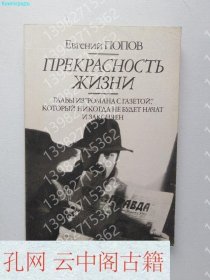 Евгений ПОПОВ
ПРЕКРАСНОСТЬ
ЖИЗНИ
ГЛАВЫ ИЗ "РОМАНА С ГАЗЕТОЙ",
КОТОРЫЙ НИКОГДА НЕ БУДЕТ НАЧАТ
И ЗАКОНЧЕН
АВДА
13982715362
孔网 云中阁古籍